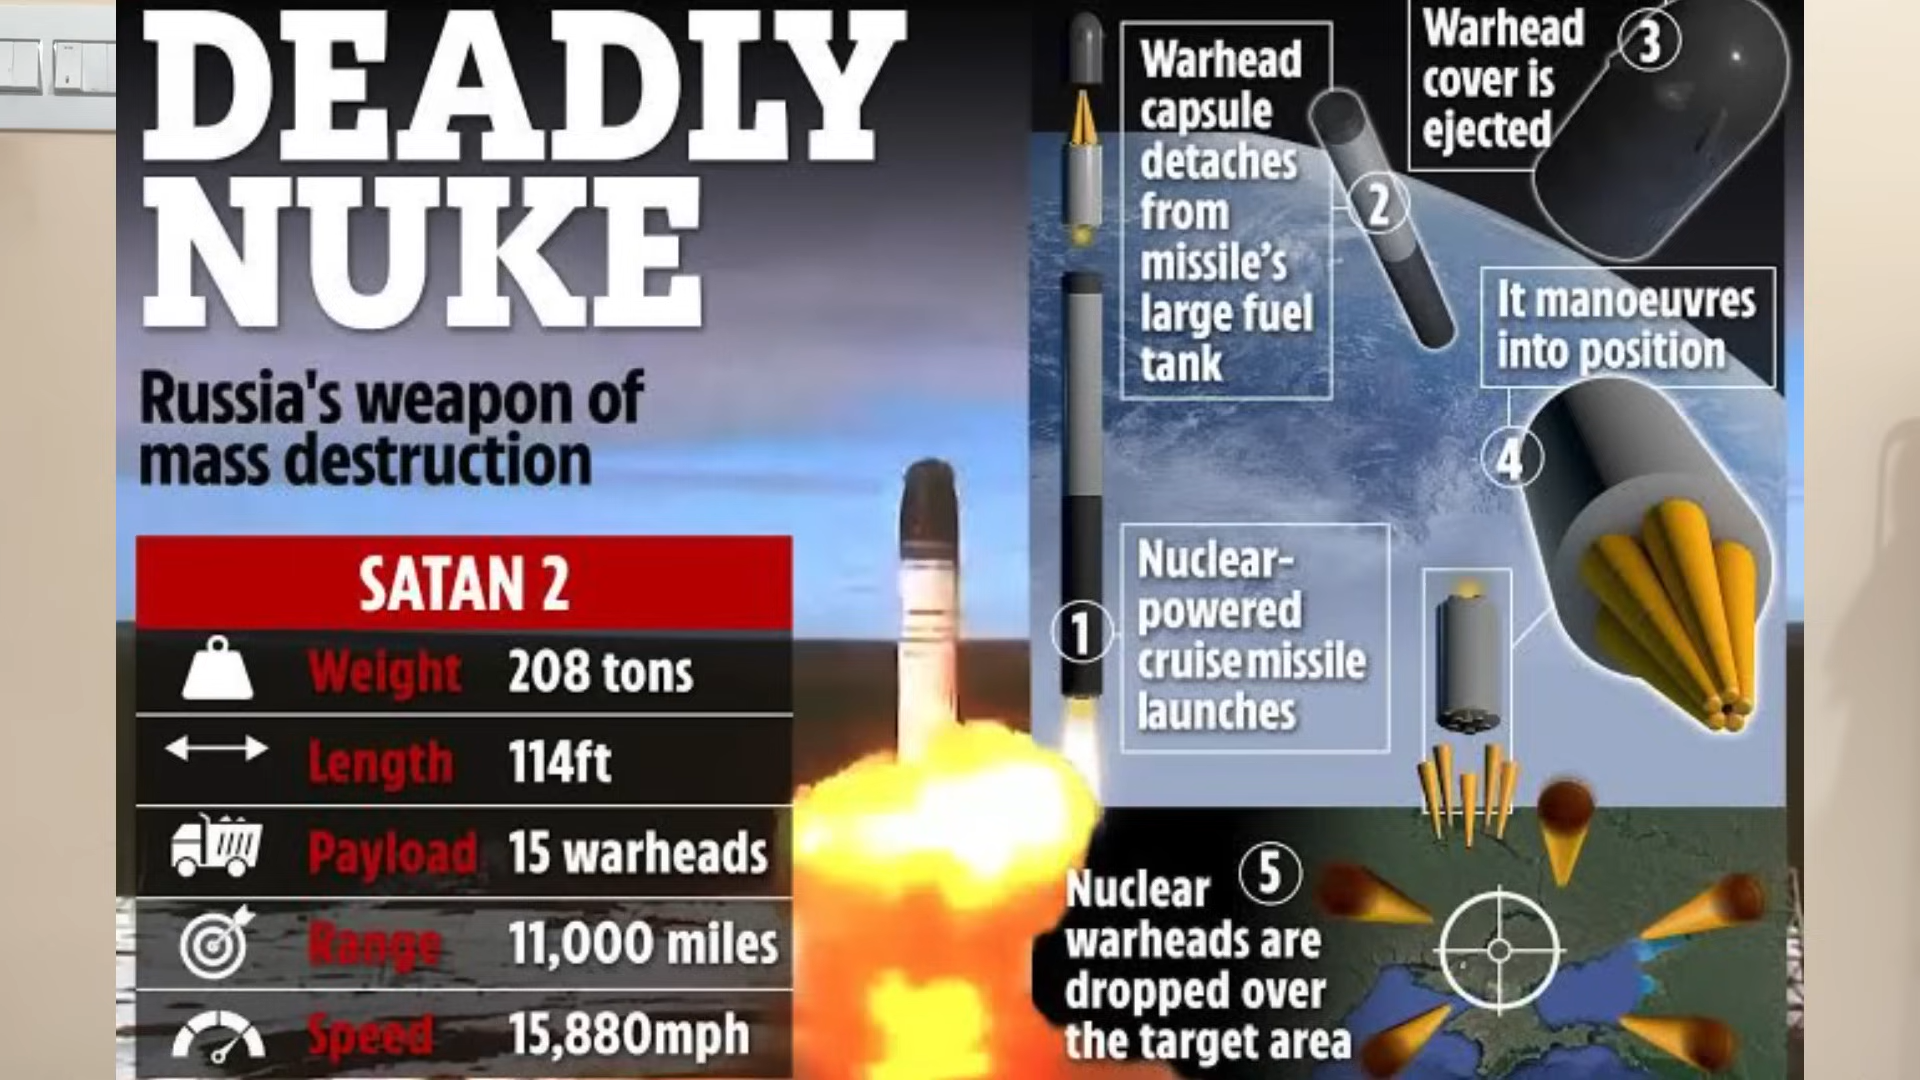 DEADLY
NUKE
Russia's weapon of
mass destruction
SATAN 2
Weight 208 tons
Length 114ft
Payload 15 warheads
Range 11,000 miles
Speed 15,880mph
Warhead
capsule
detaches
from
missile's
large fuel
tank
2
Warhead
cover is
ejected
3
It manoeuvres
into position
4
1
Nuclear-
powered
cruise missile
launches
5
Nuclear
warheads are
dropped over
the target area